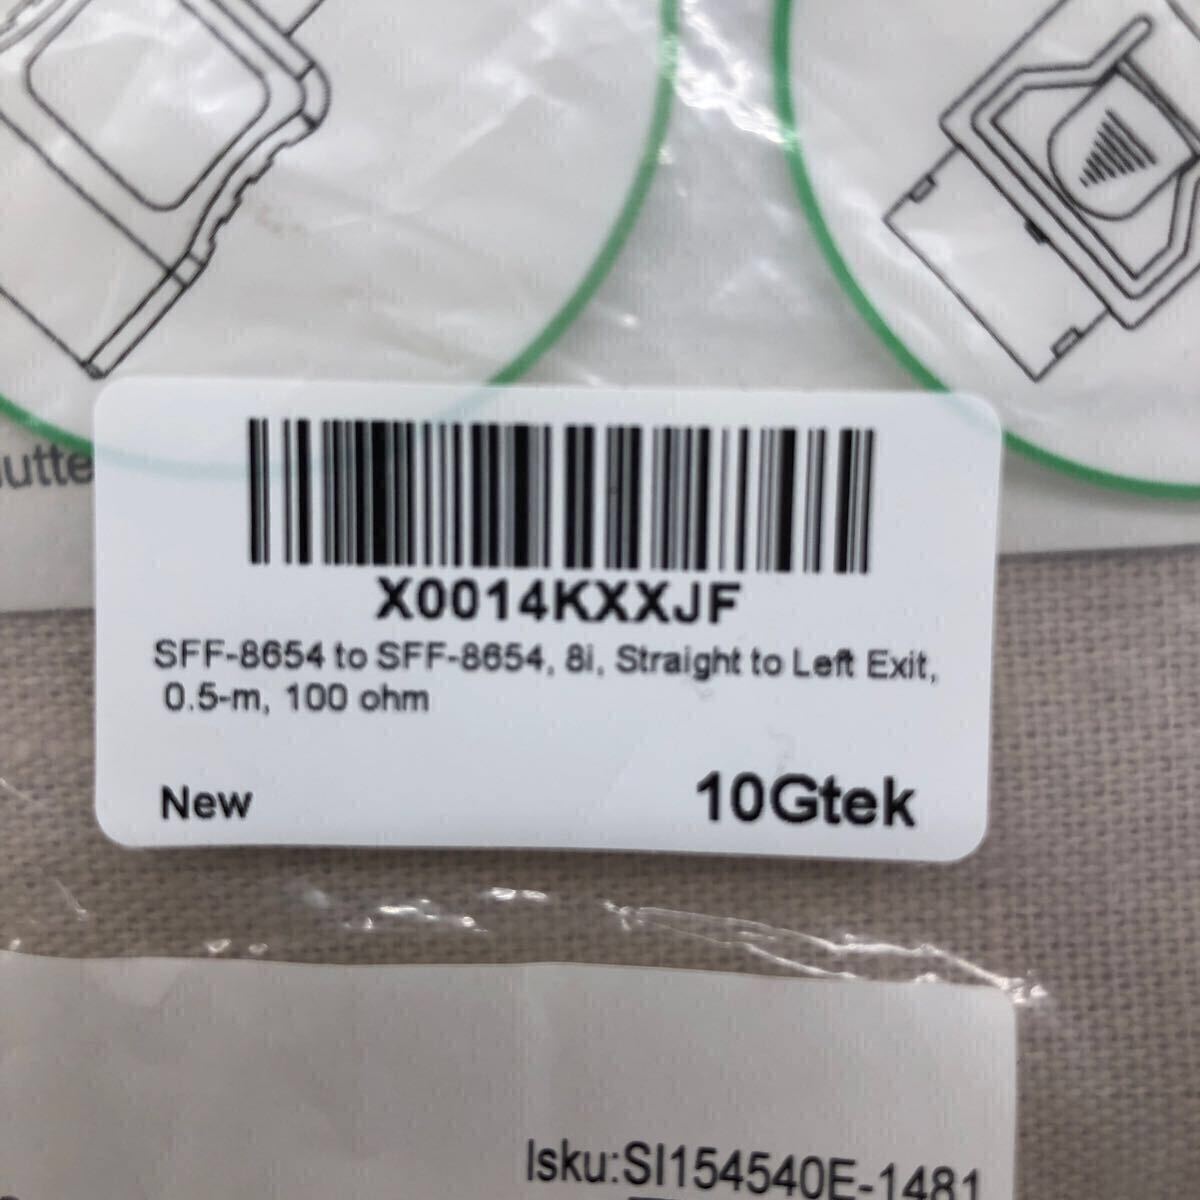 X0014KXXJF
SFF-8654 to SFF-8654, 8i, Straight to Left Exit,
0.5-m, 100 ohm
New
10Gtek
Isku:SI154540E-1481